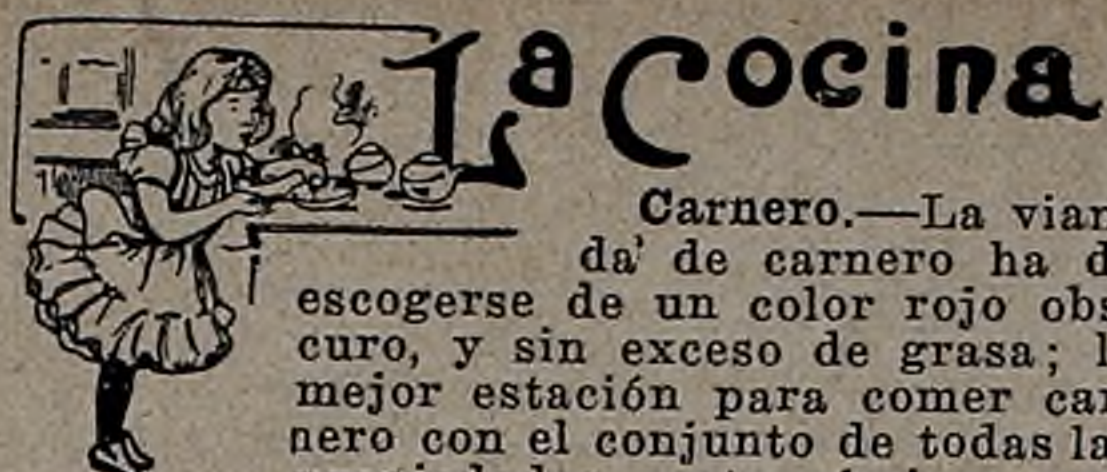 La Cocina
Carnero.—La vian
da' de carnero ha d
escogerse de un color rojo obs
curo, y sin exceso de grasa; l
mejor estación para comer car
nero con el conjunto de todas la